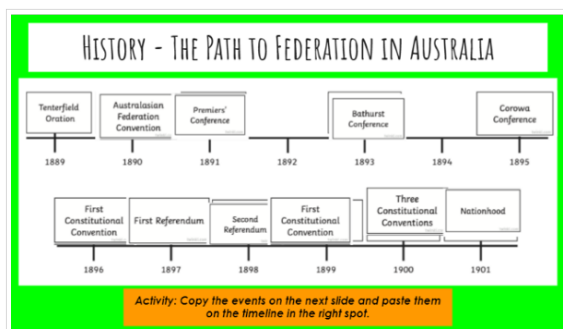 HISTORY - THE PATH TO FEDERATION IN AUSTRALIA
Tenterfield
Oration
Australasian
Federation
Convention
Premiers'
Conference
Bathurst
Conference
Corowa
Conference
1889
1890
1891
1892
1893
1894
1895
First
Constitutional
Convention
First Referendum
Second
Referendum
First
Constitutional
Convention
Three
Constitutional
Conventions
Nationhood
1896
1897
1898
1899
1900
1901
Activity: Copy the events on the next slide and paste them
on the timeline in the right spot.